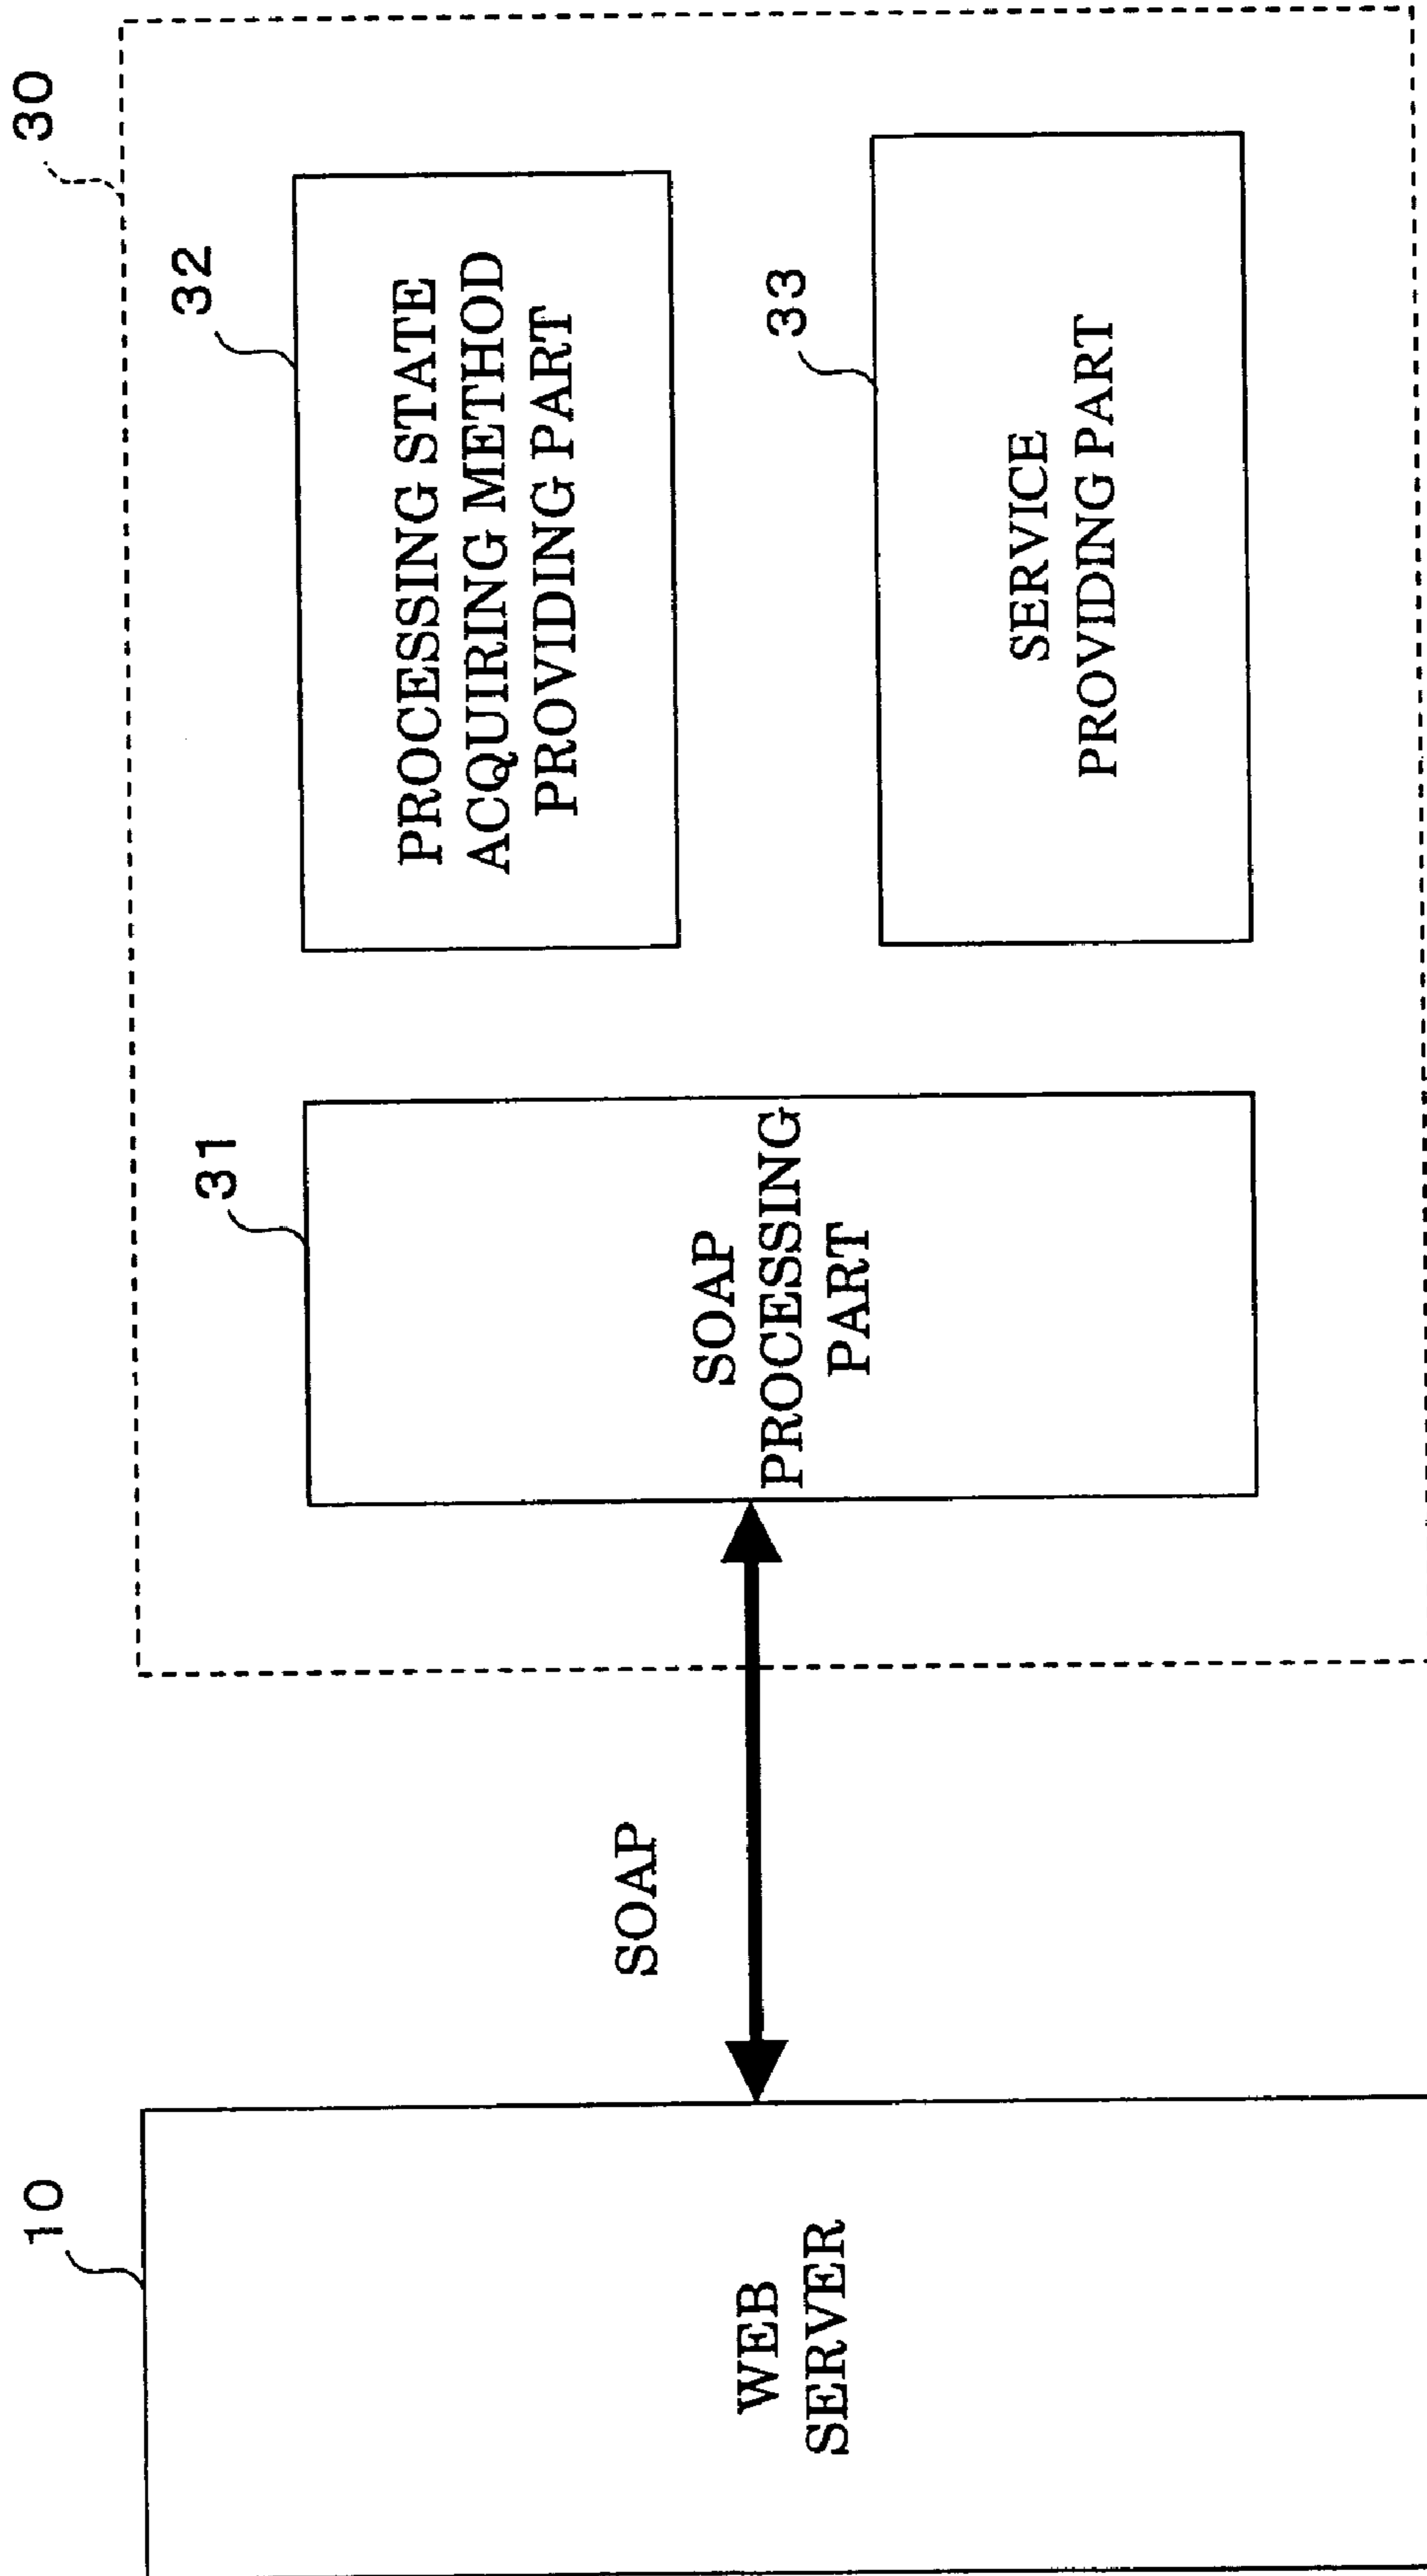 10
WEB
SERVER
SOAP
30
31
SOAP
PROCESSING
PART
32
PROCESSING STATE
ACQUIRING METHOD
PROVIDING PART
33
SERVICE
PROVIDING PART